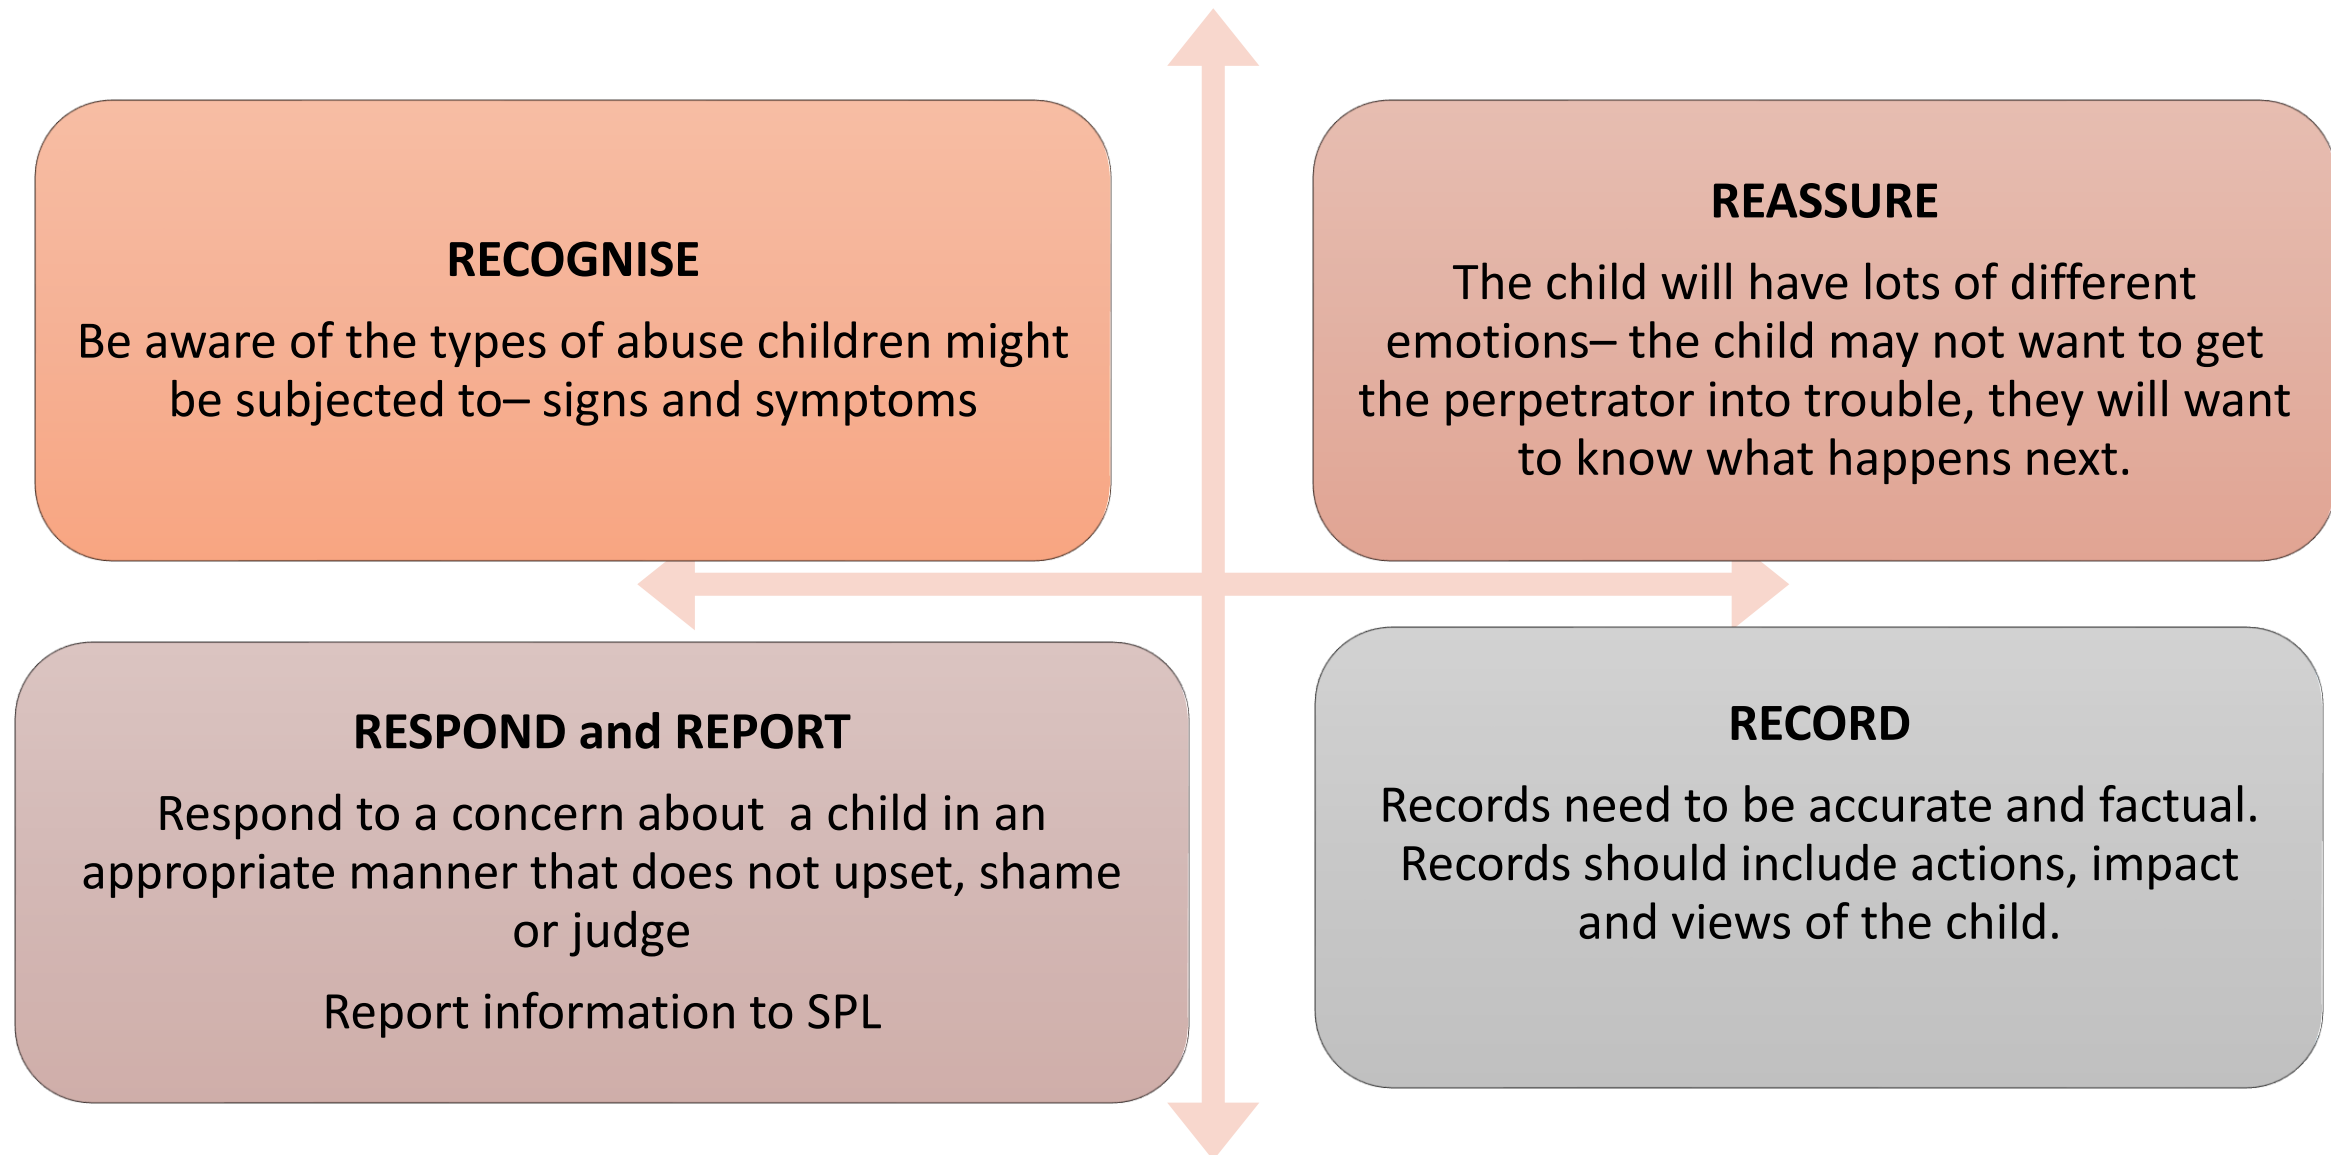 RECOGNISE
Be aware of the types of abuse children might
be subjected to– signs and symptoms
REASSURE
The child will have lots of different
emotions– the child may not want to get
the perpetrator into trouble, they will want
to know what happens next.
RESPOND and REPORT
Respond to a concern about  a child in an
appropriate manner that does not upset, shame
or judge
Report information to SPL
RECORD
Records need to be accurate and factual.
Records should include actions, impact
and views of the child.